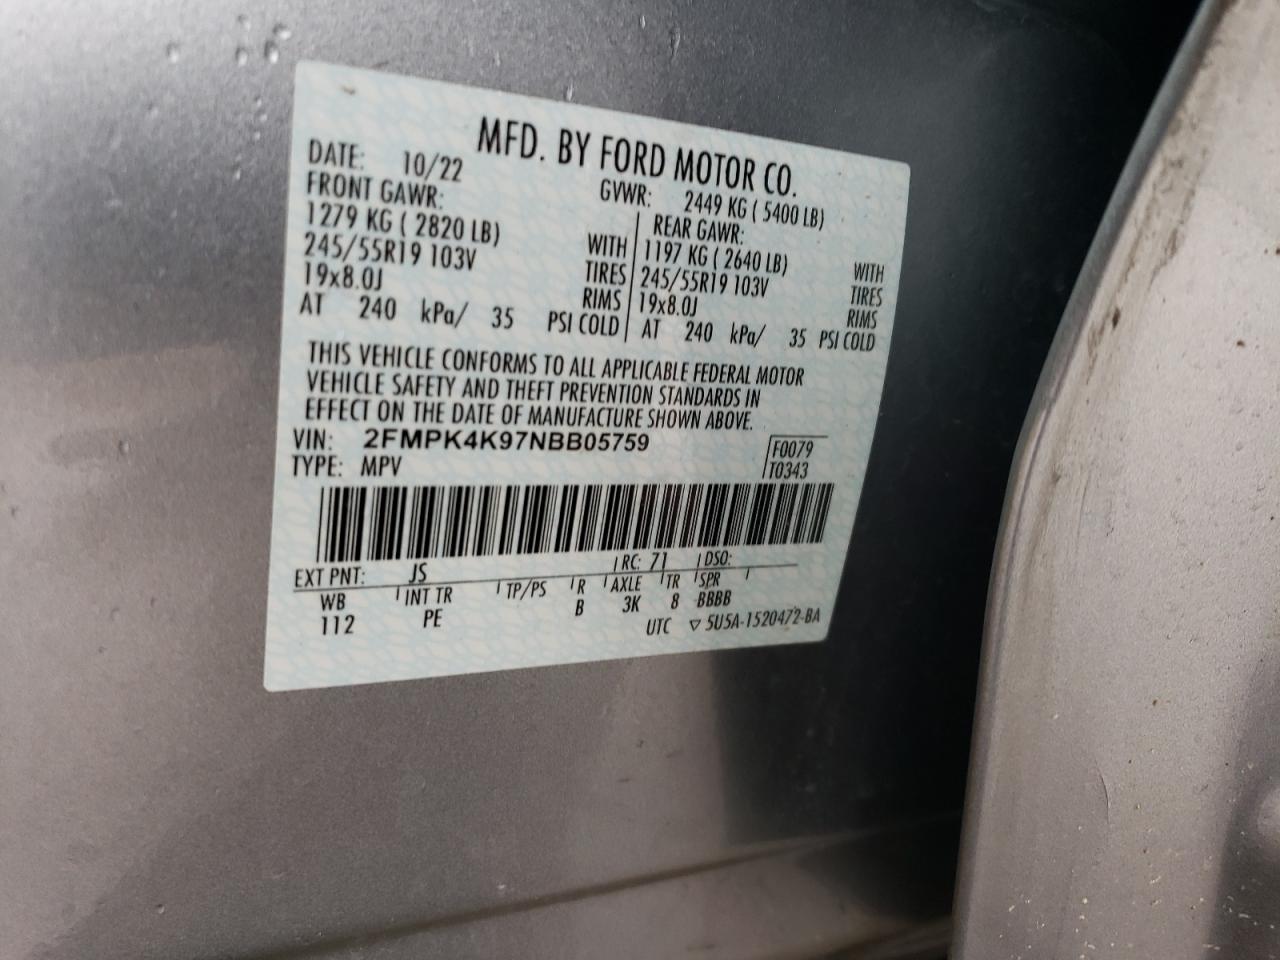 MFD. BY FORD MOTOR CO.
DATE: 10/22 GVWR: 2449 KG ( 5400 LB)
FRONT GAWR: REAR GAWR:
1279 KG ( 2820 LB) WITH 1197 KG ( 2640 LB) WITH
245/55R19 103V TIRES 245/55R19 103V TIRES
19x8.0J RIMS 19x8.0J RIMS
AT 240 kPa/ 35 PSI COLD AT 240 kPa/ 35 PSI COLD
THIS VEHICLE CONFORMS TO ALL APPLICABLE FEDERAL MOTOR
VEHICLE SAFETY AND THEFT PREVENTION STANDARDS IN
EFFECT ON THE DATE OF MANUFACTURE SHOWN ABOVE.
VIN: 2FMPK4K97NBB05759 F0079
TYPE: MPV T0343
EXT PNT: JS RC: 71 DSO:
WB INT TR TP/PS R AXLE TR SPR
112 PE B 3K 8 BBBB
UTC ▽ 5U5A-1520472-BA